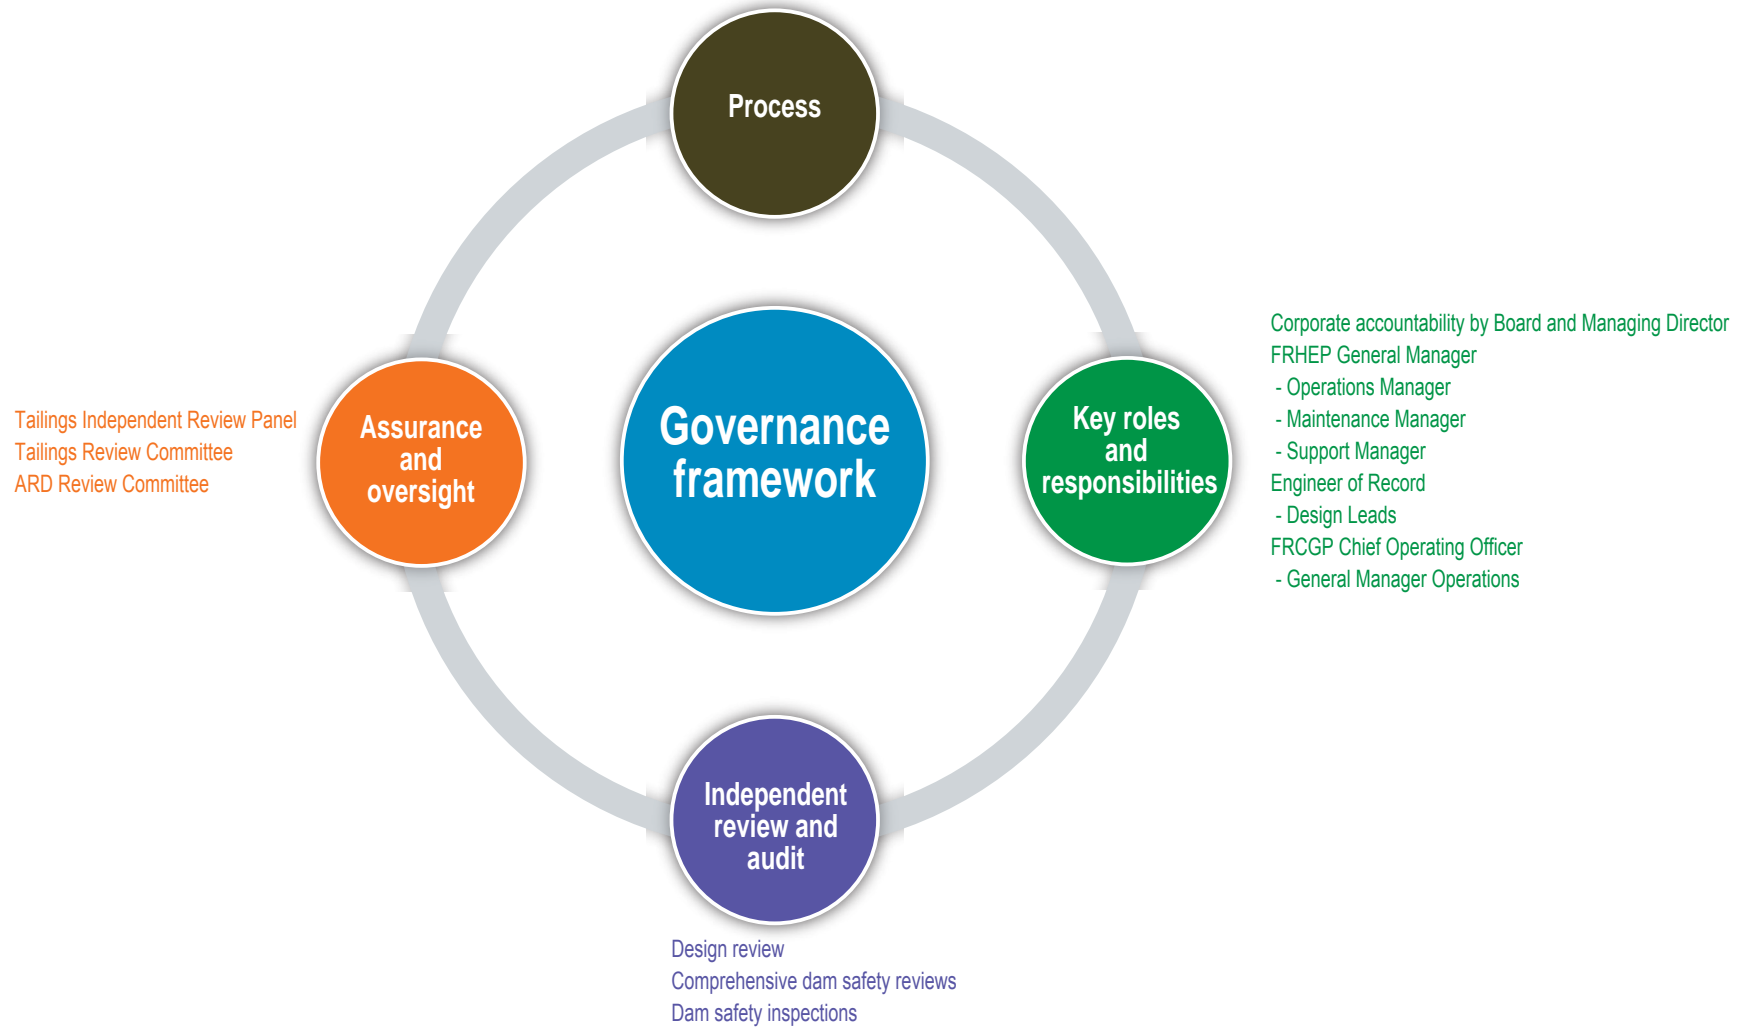 Process
Governance
framework
Assurance
and
oversight
Tailings Independent Review Panel
Tailings Review Committee
ARD Review Committee
Key roles
and
responsibilities
Corporate accountability by Board and Managing Director
FRHEP General Manager
- Operations Manager
- Maintenance Manager
- Support Manager
Engineer of Record
- Design Leads
FRCGP Chief Operating Officer
- General Manager Operations
Independent
review and
audit
Design review
Comprehensive dam safety reviews
Dam safety inspections